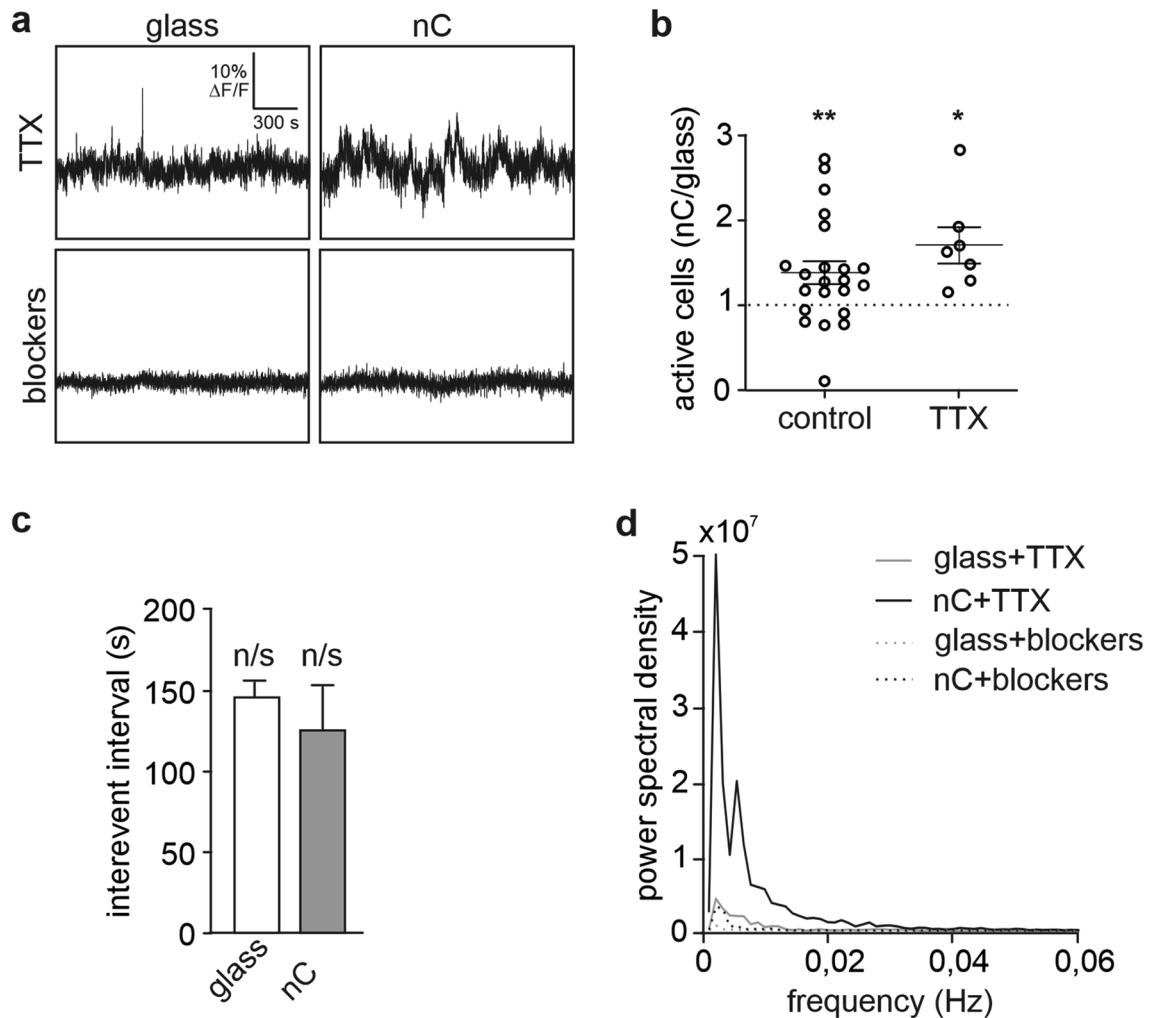 a
glass
nC
TTX
10%
ΔF/F
300 s
blockers
b
active cells (nC/glass)
**
*
3
2
1
0
control
TTX
c
interevent interval (s)
200
150
100
50
0
n/s
n/s
glass
nC
d
x10⁷
power spectral density
5
4
3
2
1
0
glass+TTX
nC+TTX
glass+blockers
nC+blockers
0
0,02
0,04
0,06
frequency (Hz)